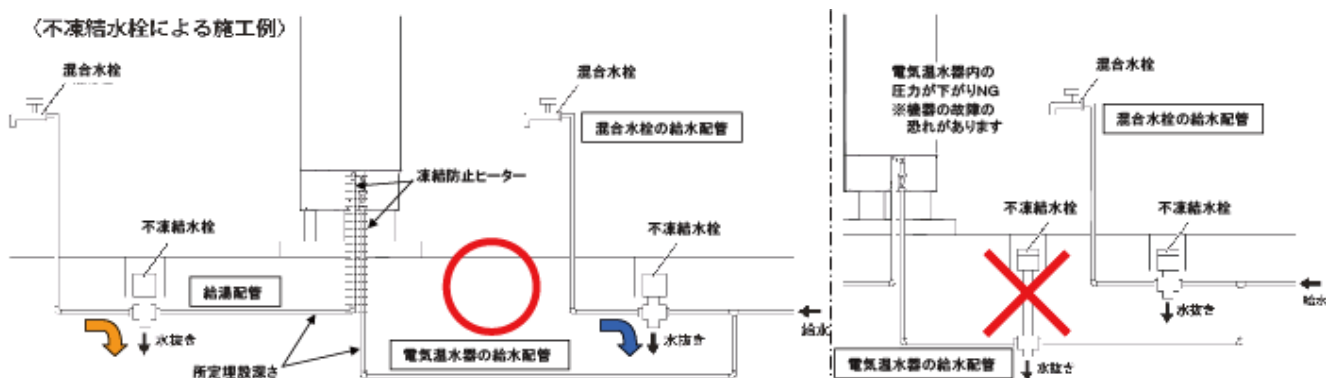 〈不凍結水栓による施工例〉
混合水栓
不凍結水栓
給湯配管
水抜き
所定埋設深さ
凍結防止ヒーター
混合水栓
混合水栓の給水配管
不凍結水栓
給水
水抜き
電気温水器の給水配管
電気温水器内の
圧力が下がりNG
※機器の故障の
恐れがあります
混合水栓
混合水栓の給水配管
不凍結水栓
不凍結水栓
給水
水抜き
電気温水器の給水配管
水抜き